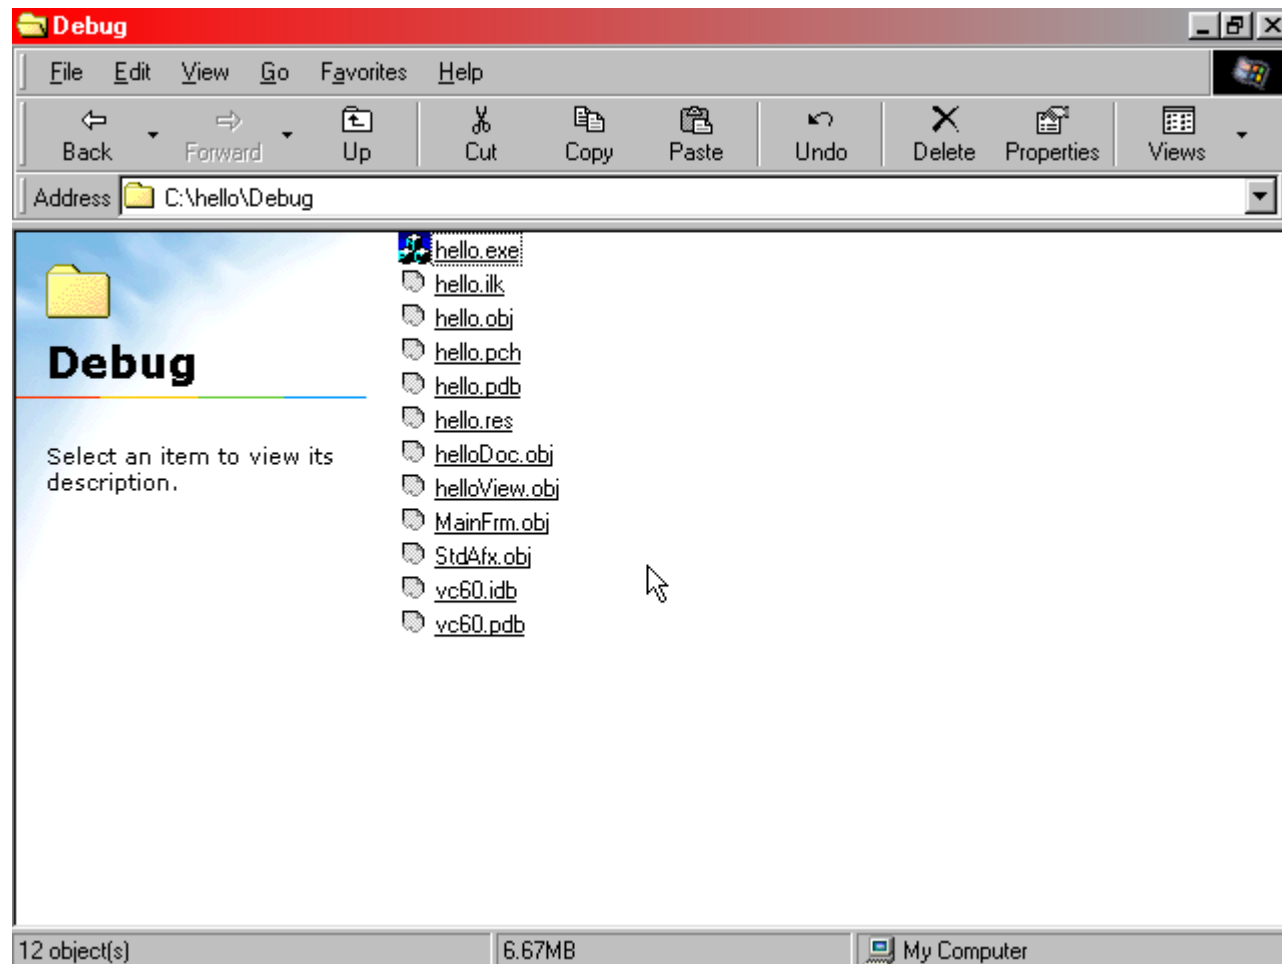 Debug
File Edit View Go Favorites Help
Back Forward Up Cut Copy Paste Undo Delete Properties Views
Address C:\hello\Debug
Debug
Select an item to view its
description.
hello.exe
hello.ilk
hello.obj
hello.pch
hello.pdb
hello.res
helloDoc.obj
helloView.obj
MainFrm.obj
StdAfx.obj
vc60.idb
vc60.pdb
12 object(s) 6.67MB My Computer